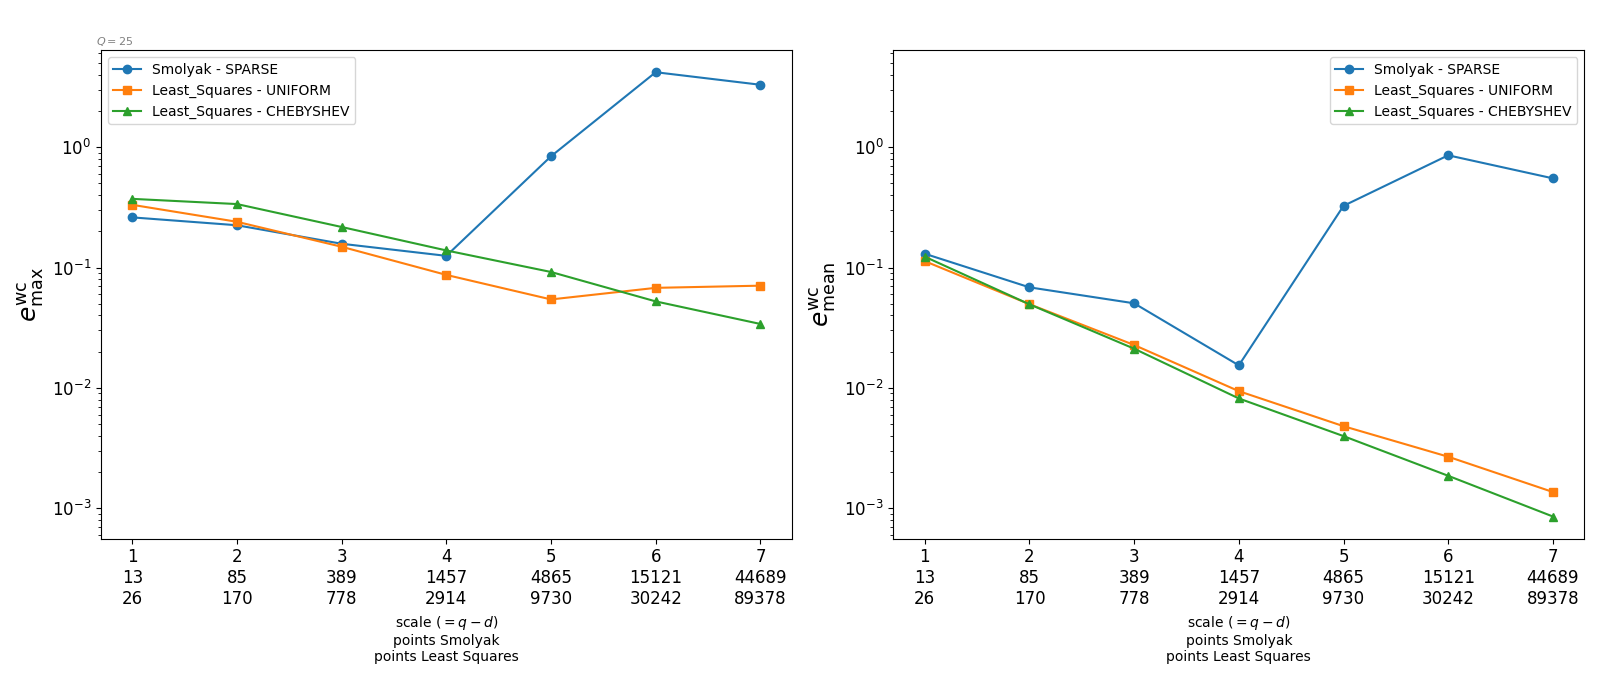 Q = 25
Smolyak - SPARSE
Least_Squares - UNIFORM
Least_Squares - CHEBYSHEV
10⁰
10⁻¹
10⁻²
10⁻³
e^wc_max
1 2 3 4 5 6 7
13 85 389 1457 4865 15121 44689
26 170 778 2914 9730 30242 89378
scale (= q − d)
points Smolyak
points Least Squares
Smolyak - SPARSE
Least_Squares - UNIFORM
Least_Squares - CHEBYSHEV
10⁰
10⁻¹
10⁻²
10⁻³
e^wc_mean
1 2 3 4 5 6 7
13 85 389 1457 4865 15121 44689
26 170 778 2914 9730 30242 89378
scale (= q − d)
points Smolyak
points Least Squares